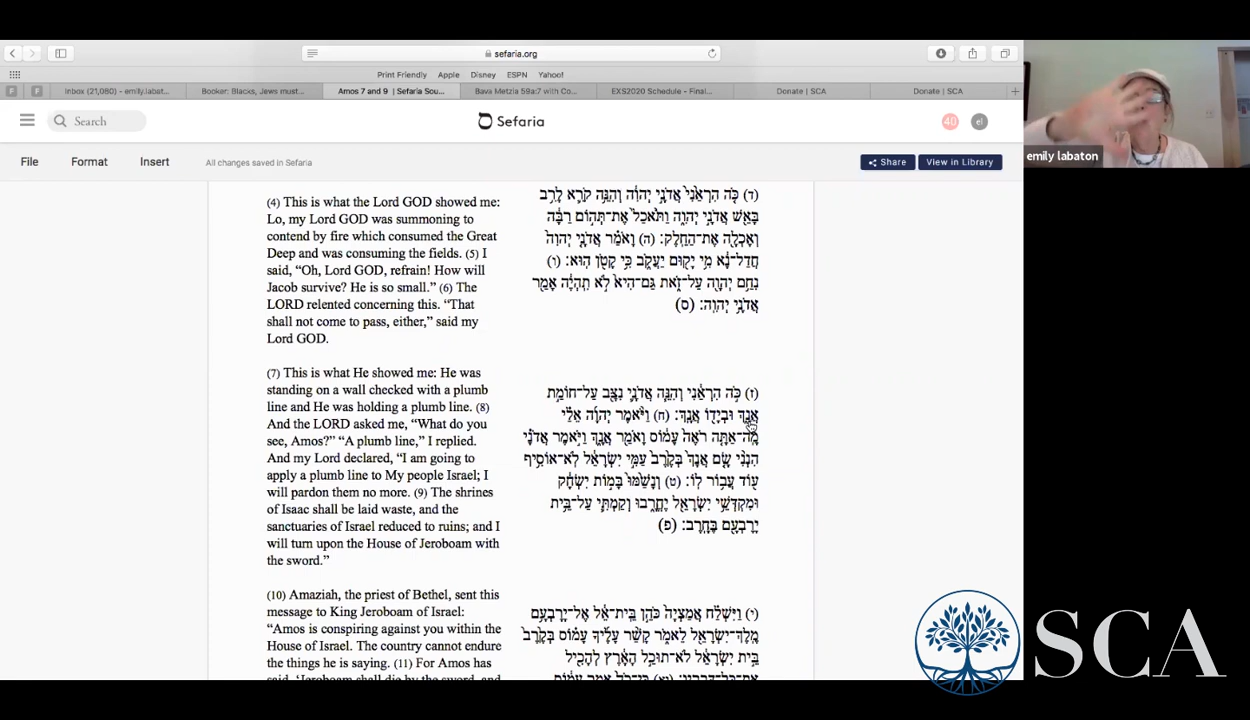 sefaria.org
Print Friendly Apple Disney ESPN Yahoo!
Inbox (21,080) - emily.labat...
Booker: Blacks, Jews must...
Amos 7 and 9 | Sefaria Sou...
Bava Metzia 59a:7 with Co...
EXS2020 Schedule - Final...
Donate | SCA
Donate | SCA
Search
Sefaria
40
el
emily labaton
File Format Insert All changes saved in Sefaria
Share
View in Library
(4) This is what the Lord GOD showed me:
Lo, my Lord GOD was summoning to
contend by fire which consumed the Great
Deep and was consuming the fields. (5) I
said, “Oh, Lord GOD, refrain! How will
Jacob survive? He is so small.” (6) The
LORD relented concerning this. “That
shall not come to pass, either,” said my
Lord GOD.
(ד) כֹּ֤ה הִרְאַ֙נִי֙ אֲדֹנָ֣י יְהוִ֔ה וְהִנֵּ֥ה קֹרֵ֛א לָרִ֥ב
בָּאֵ֖שׁ אֲדֹנָ֣י יְהוִ֑ה וַתֹּ֙אכַל֙ אֶת־תְּה֣וֹם רַבָּ֔ה
וְאָכְלָ֖ה אֶת־הַחֵֽלֶק׃ (ה) וָאֹמַ֗ר אֲדֹנָ֤י יְהוִה֙
חֲדַל־נָ֔א מִ֥י יָק֖וּם יַעֲקֹ֑ב כִּ֥י קָטֹ֖ן הֽוּא׃ (ו)
נִחַ֥ם יְהוָ֖ה עַל־זֹ֑את גַּם־הִיא֙ לֹ֣א תִֽהְיֶ֔ה אָמַ֖ר
אֲדֹנָ֥י יְהוִֽה׃ (ס)
(7) This is what He showed me: He was
standing on a wall checked with a plumb
line and He was holding a plumb line. (8)
And the LORD asked me, “What do you
see, Amos?” “A plumb line,” I replied.
And my Lord declared, “I am going to
apply a plumb line to My people Israel; I
will pardon them no more. (9) The shrines
of Isaac shall be laid waste, and the
sanctuaries of Israel reduced to ruins; and I
will turn upon the House of Jeroboam with
the sword.”
(ז) כֹּ֣ה הִרְאַ֔נִי וְהִנֵּ֧ה אֲדֹנָ֛י נִצָּ֖ב עַל־חוֹמַ֣ת
אֲנָ֑ךְ וּבְיָד֖וֹ אֲנָֽךְ׃ (ח) וַיֹּ֨אמֶר יְהוָ֜ה אֵלַ֗י
מָֽה־אַתָּ֤ה רֹאֶה֙ עָמ֔וֹס וָאֹמַ֖ר אֲנָ֑ךְ וַיֹּ֣אמֶר אֲדֹנָ֗י
הִנְנִ֨י שָׂ֤ם אֲנָךְ֙ בְּקֶ֙רֶב֙ עַמִּ֣י יִשְׂרָאֵ֔ל לֹֽא־אוֹסִ֥יף
ע֖וֹד עֲב֥וֹר לֽוֹ׃ (ט) וְנָשַׁ֙מּוּ֙ בָּמ֣וֹת יִשְׂחָ֔ק
וּמִקְדְּשֵׁ֥י יִשְׂרָאֵ֖ל יֶחֱרָ֑בוּ וְקַמְתִּ֛י עַל־בֵּ֥ית
יָרָבְעָ֖ם בֶּחָֽרֶב׃ (פ)
(10) Amaziah, the priest of Bethel, sent this
message to King Jeroboam of Israel:
“Amos is conspiring against you within the
House of Israel. The country cannot endure
the things he is saying. (11) For Amos has
said, ‘Jeroboam shall die by the sword, and
(י) וַיִּשְׁלַ֗ח אֲמַצְיָה֙ כֹּהֵ֣ן בֵּֽית־אֵ֔ל אֶל־יָרָבְעָ֥ם
מֶֽלֶךְ־יִשְׂרָאֵ֖ל לֵאמֹ֑ר קָשַׁ֨ר עָלֶ֜יךָ עָמ֗וֹס בְּקֶ֙רֶב֙
בֵּ֣ית יִשְׂרָאֵ֔ל לֹא־תוּכַ֣ל הָאָ֔רֶץ לְהָכִ֖יל
SCA